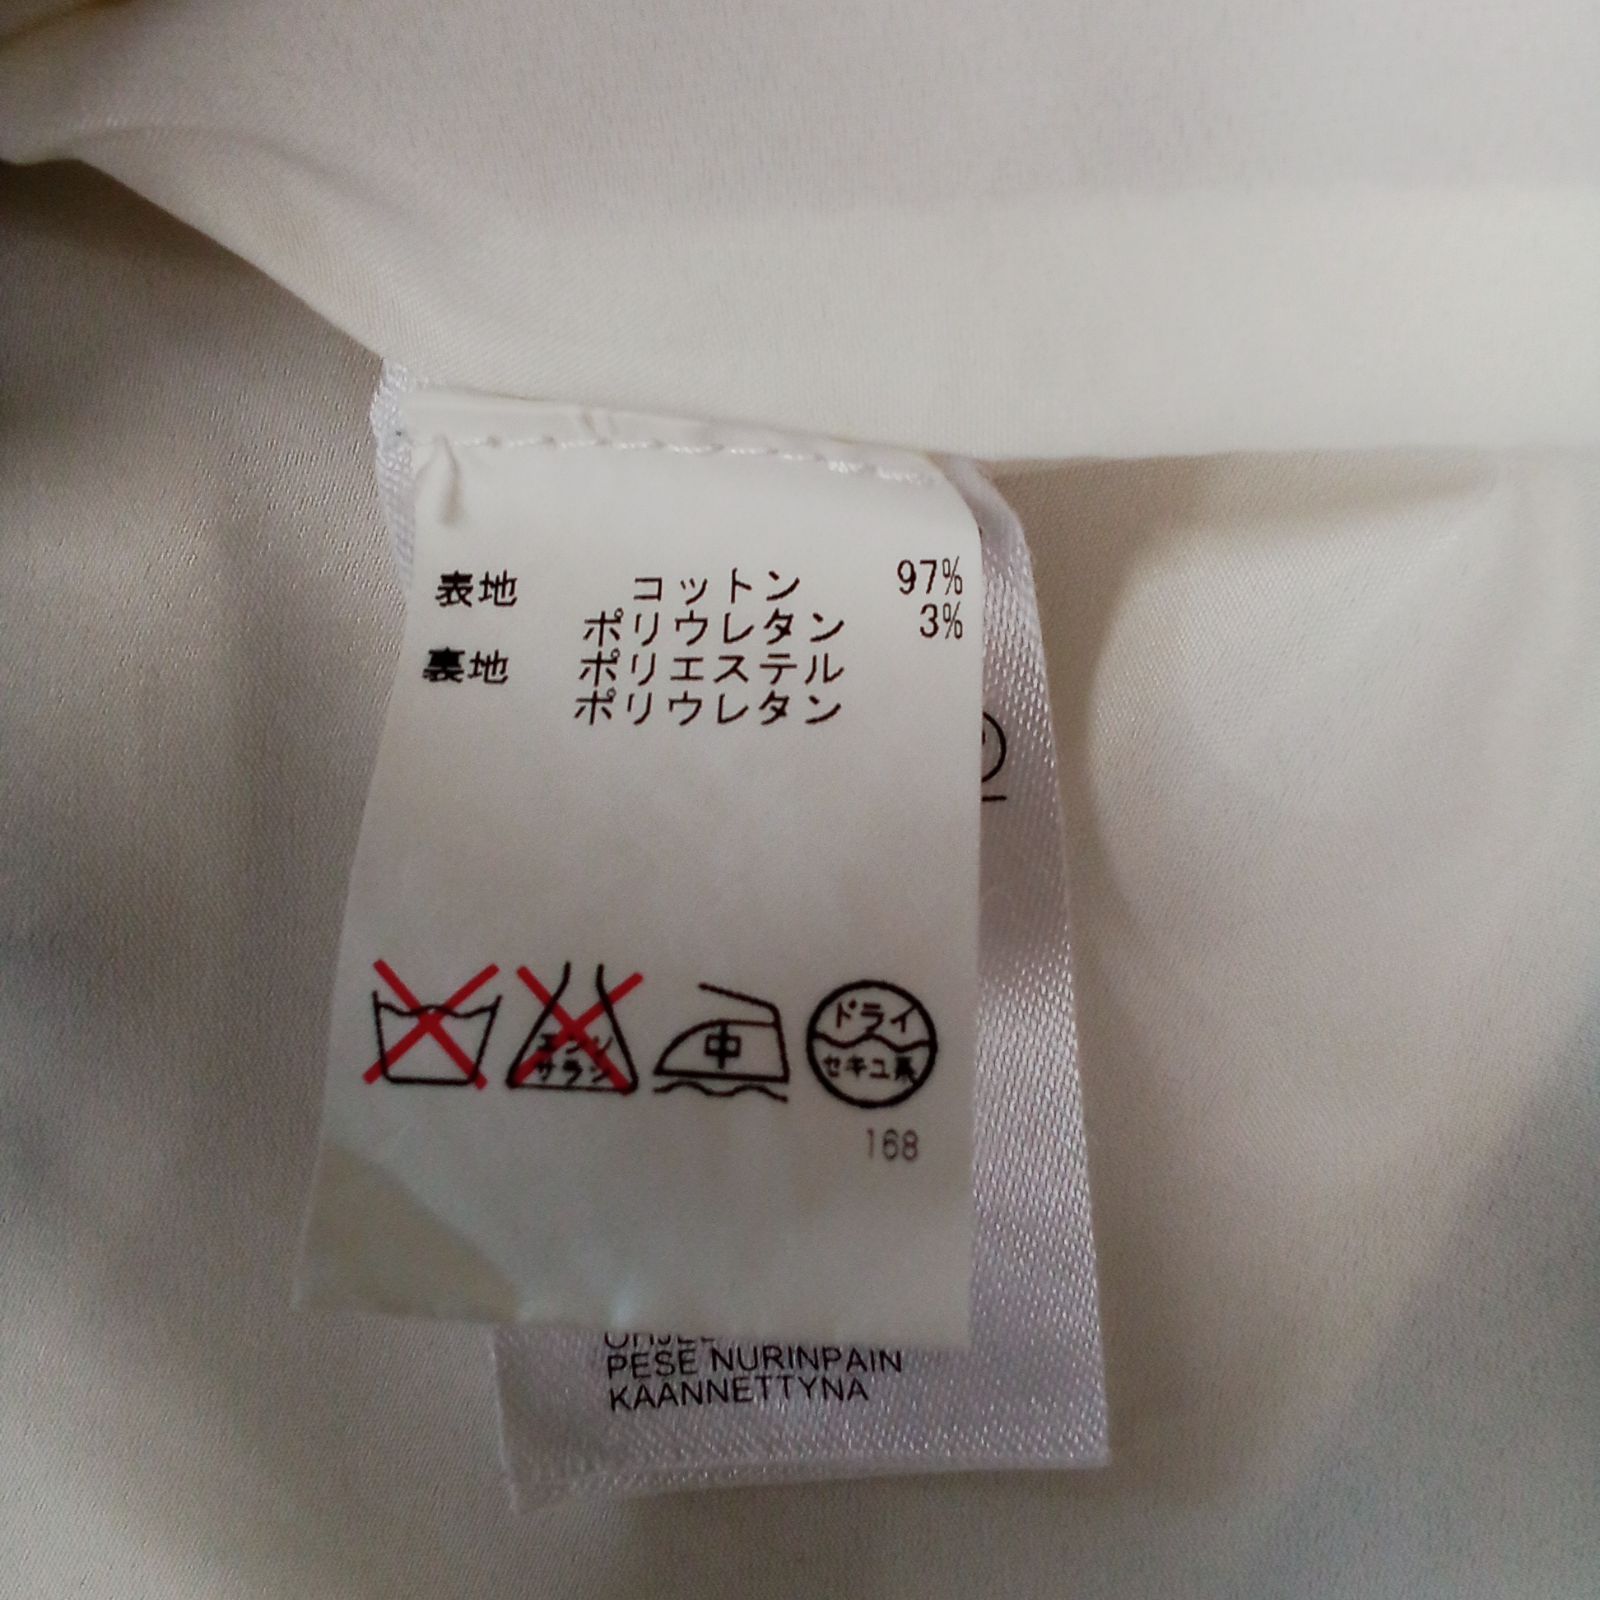 表地 コットン 97%
ポリウレタン 3%
裏地 ポリエステル
ポリウレタン
エンソ
サラシ
中
ドライ
セキユ系
168
PESE NURINPAIN
KÄÄNNETTYNÄ